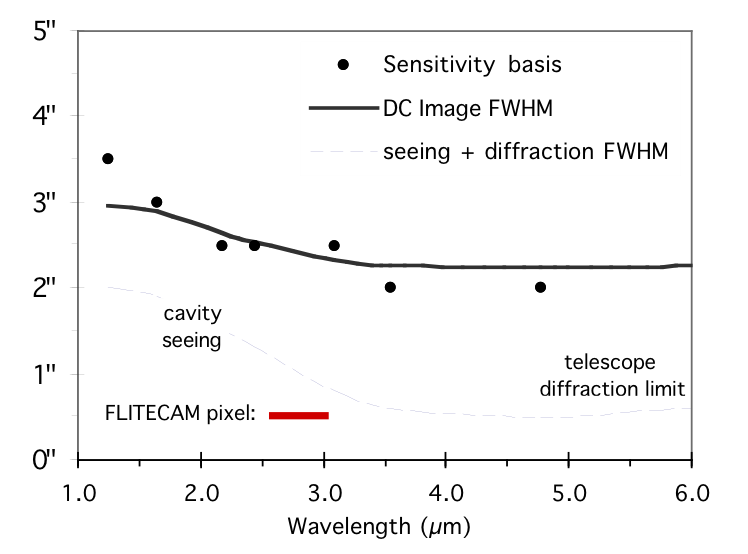 5"
4"
3"
2"
1"
0"
Sensitivity basis
DC Image FWHM
seeing + diffraction FWHM
cavity
seeing
telescope
diffraction limit
FLITECAM pixel:
1.0 2.0 3.0 4.0 5.0 6.0
Wavelength (µm)